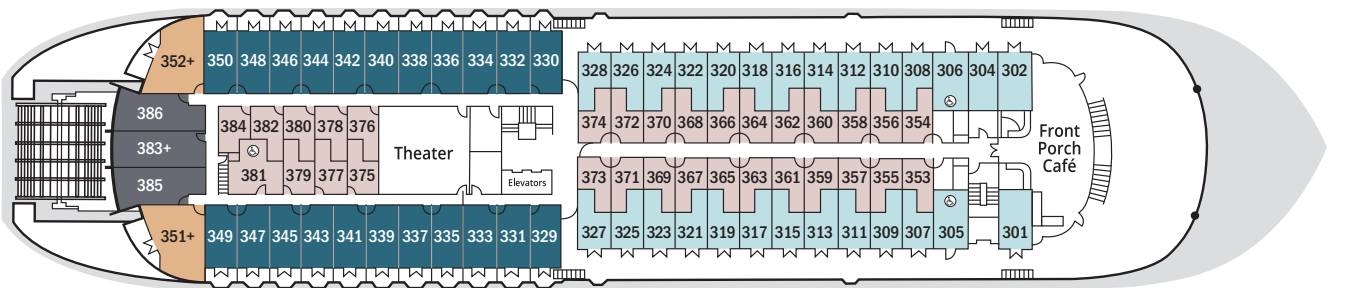 352+ 350 348 346 344 342 340 338 336 334 332 330
328 326 324 322 320 318 316 314 312 310 308 306 304 302
386
384 382 380 378 376
374 372 370 368 366 364 362 360 358 356 354
383+
Theater
Elevators
Front
Porch
Café
385
381 379 377 375
373 371 369 367 365 363 361 359 357 355 353
351+ 349 347 345 343 341 339 337 335 333 331 329
327 325 323 321 319 317 315 313 311 309 307 305 301